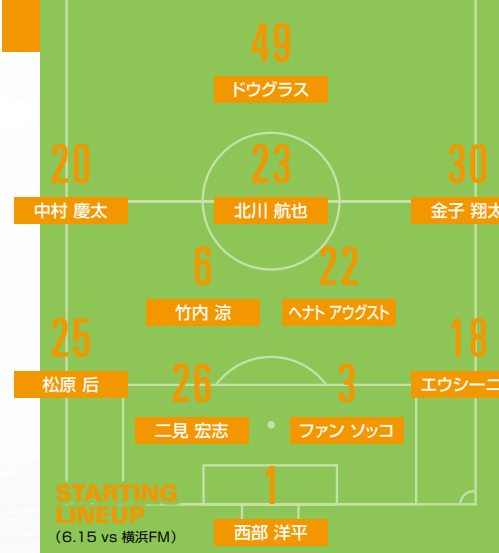 49
ドウグラス
20
中村 慶太
23
北川 航也
30
金子 翔太
6
竹内 涼
22
ヘナト アウグスト
25
松原 后
18
エウシーニ
26
二見 宏志
3
ファン ソッコ
1
西部 洋平
STARTING
LINEUP
(6.15 vs 横浜FM)